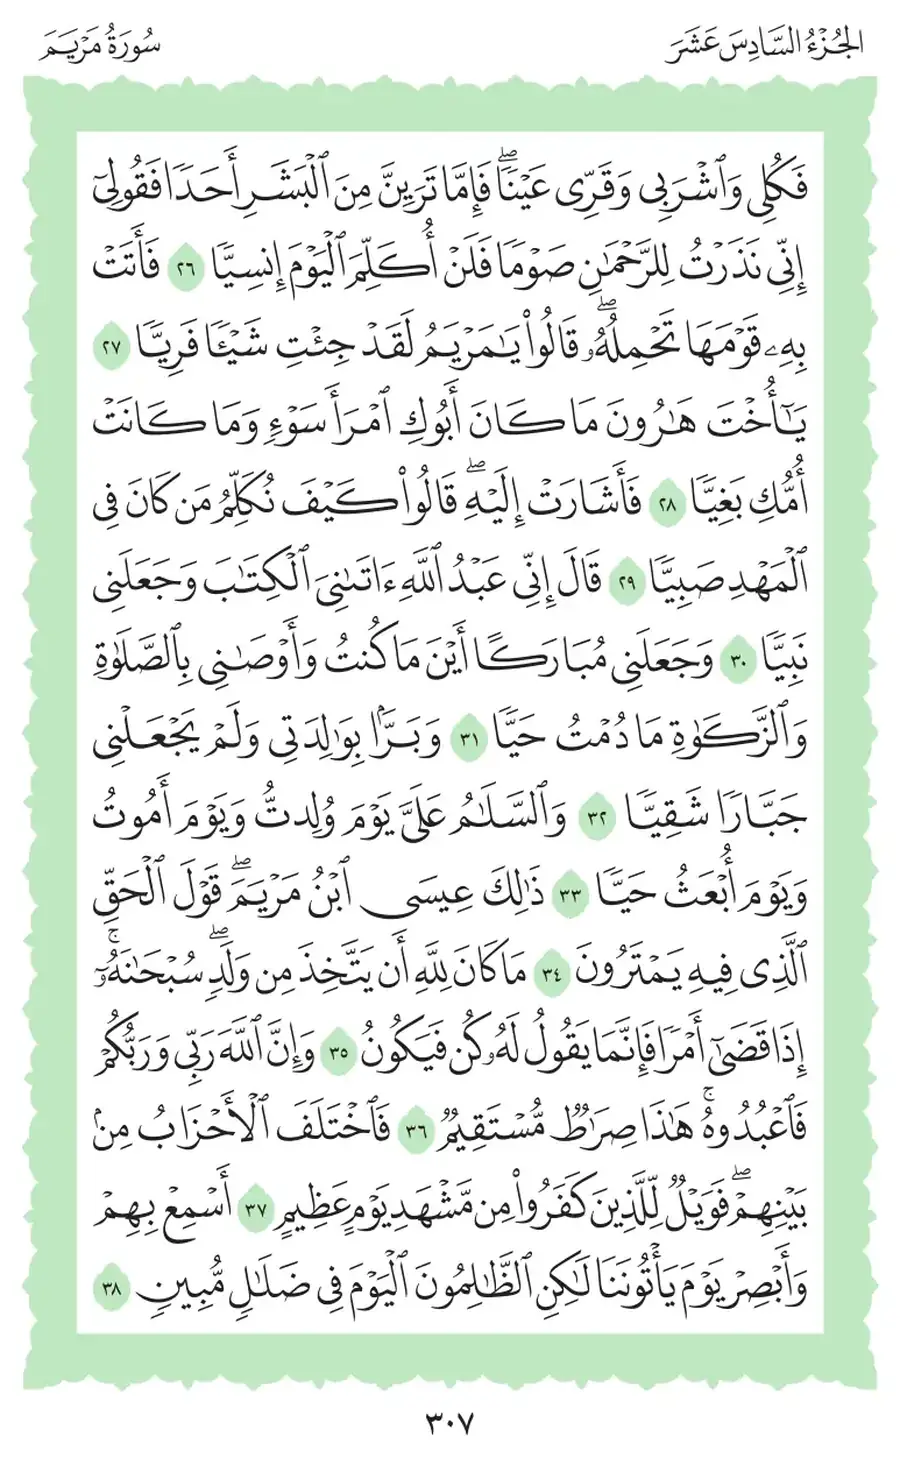 الجُزْءُ السَّادِسَ عَشَرَ
سُورَةُ مَرْيَمَ
فَكُلِى وَٱشْرَبِى وَقَرِّى عَيْنًاۖ فَإِمَّا تَرَيِنَّ مِنَ ٱلْبَشَرِ أَحَدًا فَقُولِىٓ
إِنِّى نَذَرْتُ لِلرَّحْمَٰنِ صَوْمًا فَلَنْ أُكَلِّمَ ٱلْيَوْمَ إِنسِيًّا ٢٦ فَأَتَتْ
بِهِۦ قَوْمَهَا تَحْمِلُهُۥۖ قَالُوا۟ يَٰمَرْيَمُ لَقَدْ جِئْتِ شَيْـًٔا فَرِيًّا ٢٧
يَٰٓأُخْتَ هَٰرُونَ مَا كَانَ أَبُوكِ ٱمْرَأَ سَوْءٍ وَمَا كَانَتْ
أُمُّكِ بَغِيًّا ٢٨ فَأَشَارَتْ إِلَيْهِۖ قَالُوا۟ كَيْفَ نُكَلِّمُ مَن كَانَ فِى
ٱلْمَهْدِ صَبِيًّا ٢٩ قَالَ إِنِّى عَبْدُ ٱللَّهِ ءَاتَىٰنِىَ ٱلْكِتَٰبَ وَجَعَلَنِى
نَبِيًّا ٣٠ وَجَعَلَنِى مُبَارَكًا أَيْنَ مَا كُنتُ وَأَوْصَٰنِى بِٱلصَّلَوٰةِ
وَٱلزَّكَوٰةِ مَا دُمْتُ حَيًّا ٣١ وَبَرًّۢا بِوَٰلِدَتِى وَلَمْ يَجْعَلْنِى
جَبَّارًا شَقِيًّا ٣٢ وَٱلسَّلَٰمُ عَلَىَّ يَوْمَ وُلِدتُّ وَيَوْمَ أَمُوتُ
وَيَوْمَ أُبْعَثُ حَيًّا ٣٣ ذَٰلِكَ عِيسَى ٱبْنُ مَرْيَمَۖ قَوْلَ ٱلْحَقِّ
ٱلَّذِى فِيهِ يَمْتَرُونَ ٣٤ مَا كَانَ لِلَّهِ أَن يَتَّخِذَ مِن وَلَدٍۖ سُبْحَٰنَهُۥٓۚ
إِذَا قَضَىٰٓ أَمْرًا فَإِنَّمَا يَقُولُ لَهُۥ كُن فَيَكُونُ ٣٥ وَإِنَّ ٱللَّهَ رَبِّى وَرَبُّكُمْ
فَٱعْبُدُوهُۚ هَٰذَا صِرَٰطٌ مُّسْتَقِيمٌ ٣٦ فَٱخْتَلَفَ ٱلْأَحْزَابُ مِنۢ
بَيْنِهِمْۖ فَوَيْلٌ لِّلَّذِينَ كَفَرُوا۟ مِن مَّشْهَدِ يَوْمٍ عَظِيمٍ ٣٧ أَسْمِعْ بِهِمْ
وَأَبْصِرْ يَوْمَ يَأْتُونَنَا لَٰكِنِ ٱلظَّٰلِمُونَ ٱلْيَوْمَ فِى ضَلَٰلٍ مُّبِينٍ ٣٨
٣٠٧